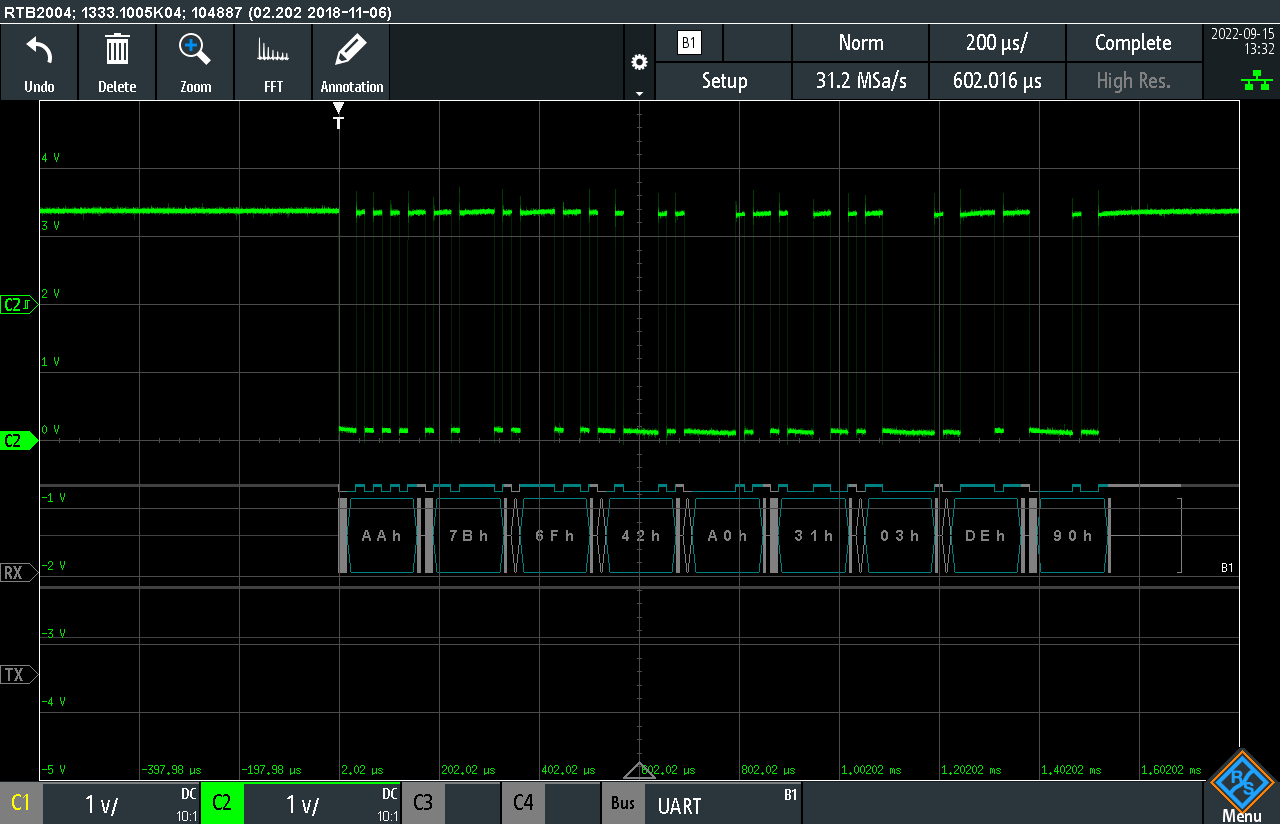 RTB2004; 1333.1005K04; 104887 (02.202 2018-11-06)
Undo
Delete
Zoom
FFT
Annotation
B1
Setup
Norm
31.2 MSa/s
200 µs/
602.016 µs
Complete
High Res.
2022-09-15
13:32
T
4 V
3 V
2 V
1 V
0 V
-1 V
-2 V
-3 V
-4 V
-5 V
C2
C2
RX
TX
AAh
7Bh
6Fh
42h
A0h
31h
03h
DEh
90h
B1
-397,98 µs
-197,98 µs
2,02 µs
202,02 µs
402,02 µs
602,02 µs
802,02 µs
1,00202 ms
1,20202 ms
1,40202 ms
1,60202 ms
C1
1 V/
DC
10:1
C2
1 V/
DC
10:1
C3
C4
Bus
UART
B1
R&S
Menu